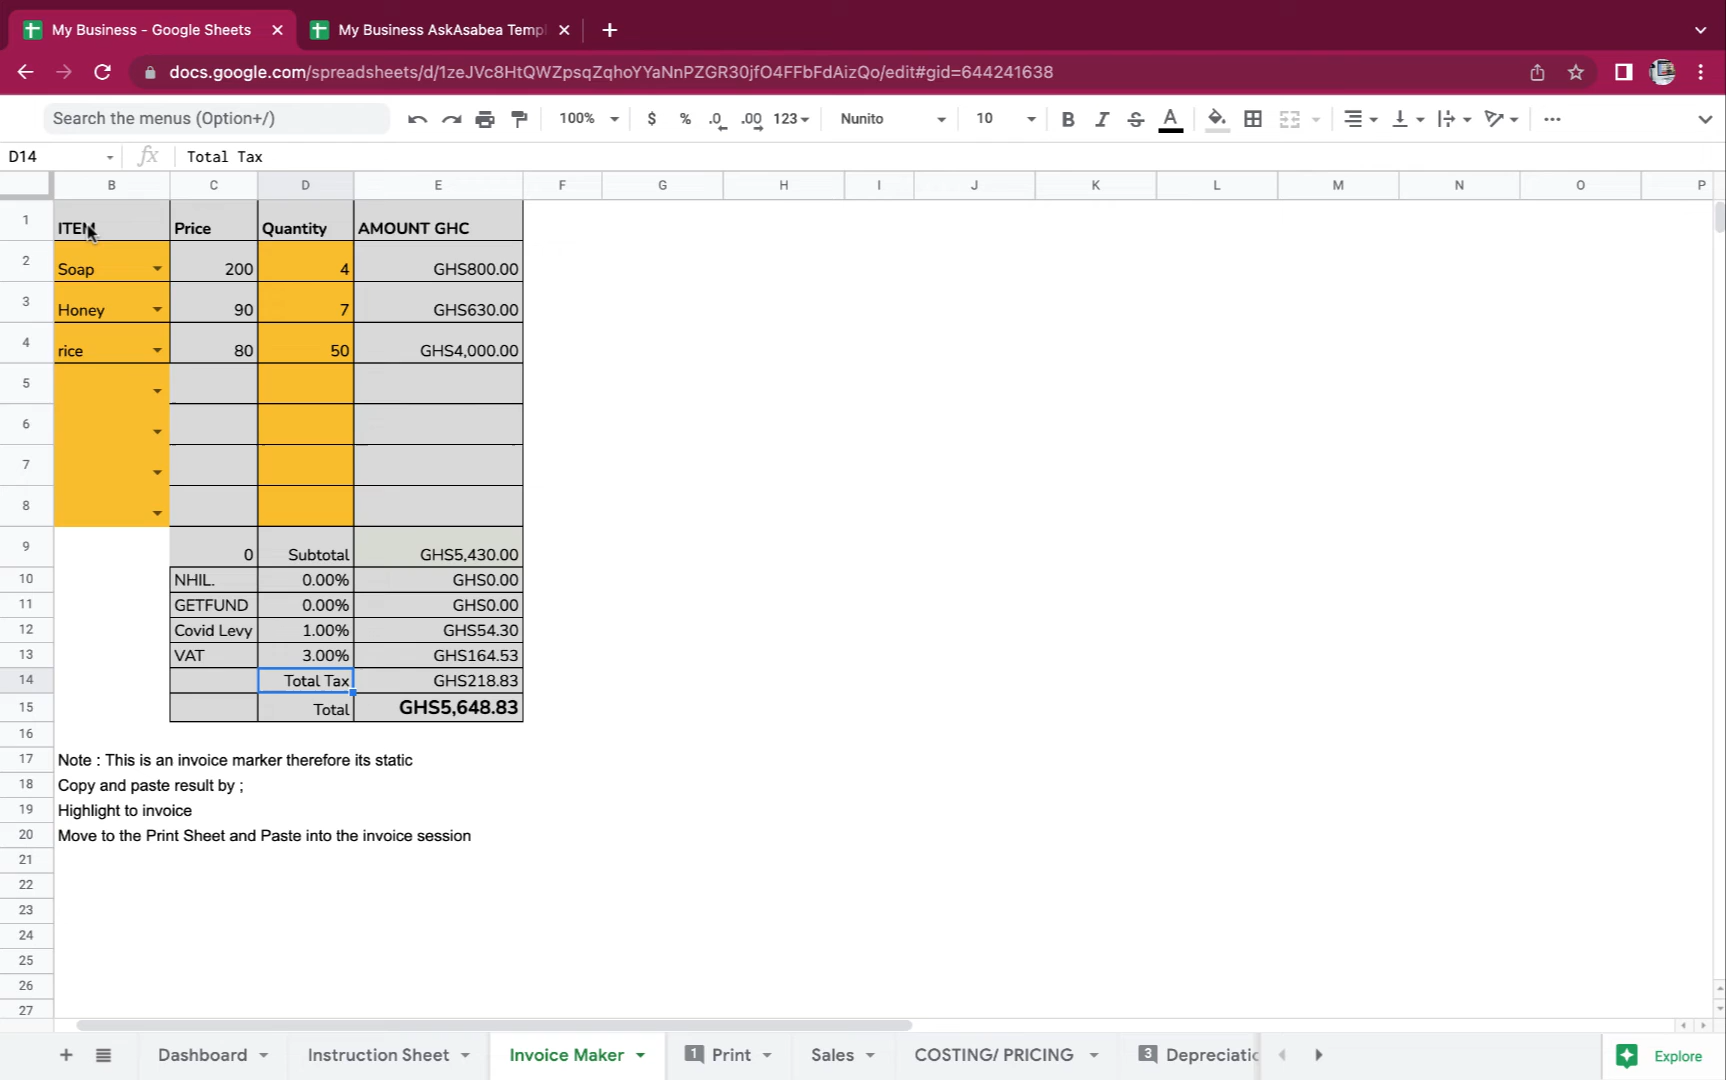 My Business - Google Sheets
My Business AskAsabea Templ
docs.google.com/spreadsheets/d/1zeJVc8HtQWZpsqZqhoYYaNnPZGR30jfO4FFbFdAizQo/edit#gid=644241638
Search the menus (Option+/) 100% $ % .0 .00 123 Nunito 10 B I S A
D14 fx Total Tax
B C D E F G H I J K L M N O P
1 ITEM Price Quantity AMOUNT GHC
2 Soap 200 4 GHS800.00
3 Honey 90 7 GHS630.00
4 rice 80 50 GHS4,000.00
5
6
7
8
9 0 Subtotal GHS5,430.00
10 NHIL. 0.00% GHS0.00
11 GETFUND 0.00% GHS0.00
12 Covid Levy 1.00% GHS54.30
13 VAT 3.00% GHS164.53
14 Total Tax GHS218.83
15 Total GHS5,648.83
16
17 Note : This is an invoice marker therefore its static
18 Copy and paste result by ;
19 Highlight to invoice
20 Move to the Print Sheet and Paste into the invoice session
21
22
23
24
25
26
27
Dashboard Instruction Sheet Invoice Maker 1 Print Sales COSTING/ PRICING 3 Depreciatic Explore